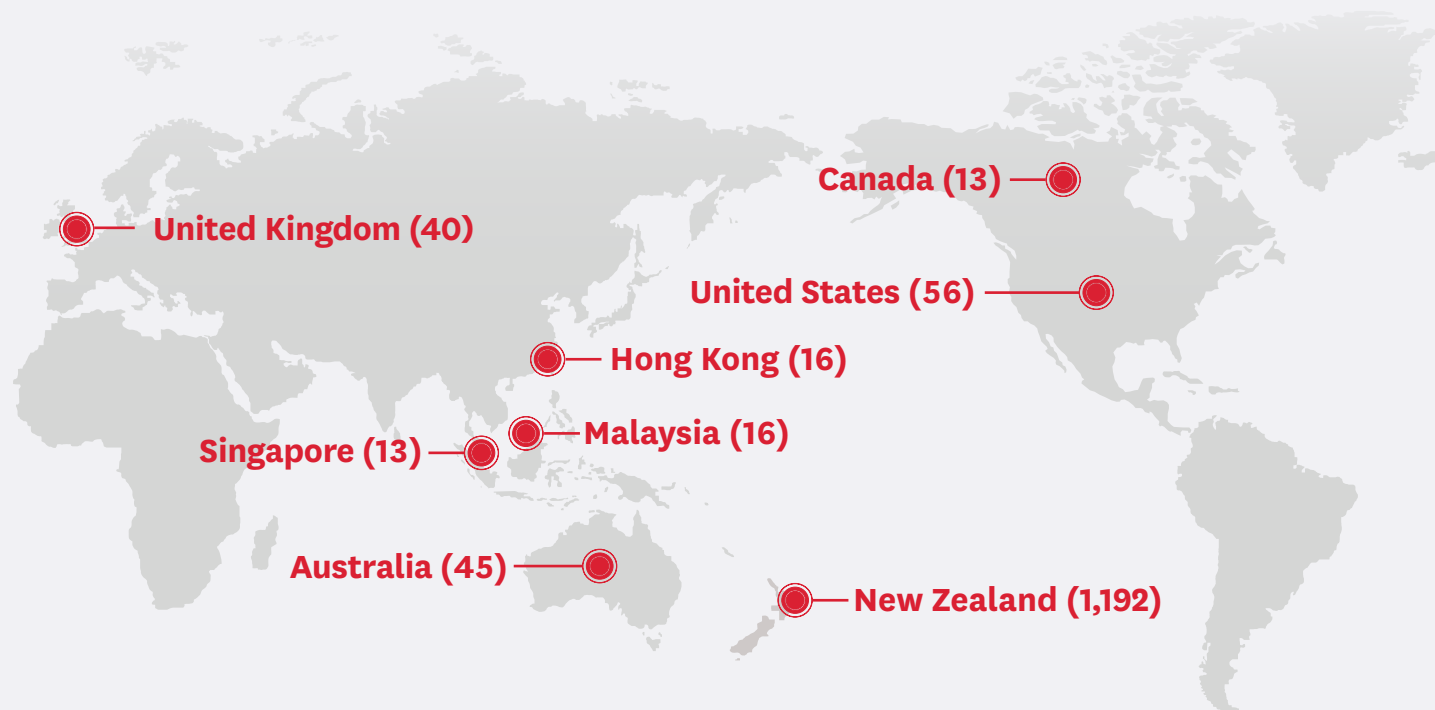 Canada (13)
United Kingdom (40)
United States (56)
Hong Kong (16)
Malaysia (16)
Singapore (13)
Australia (45)
New Zealand (1,192)